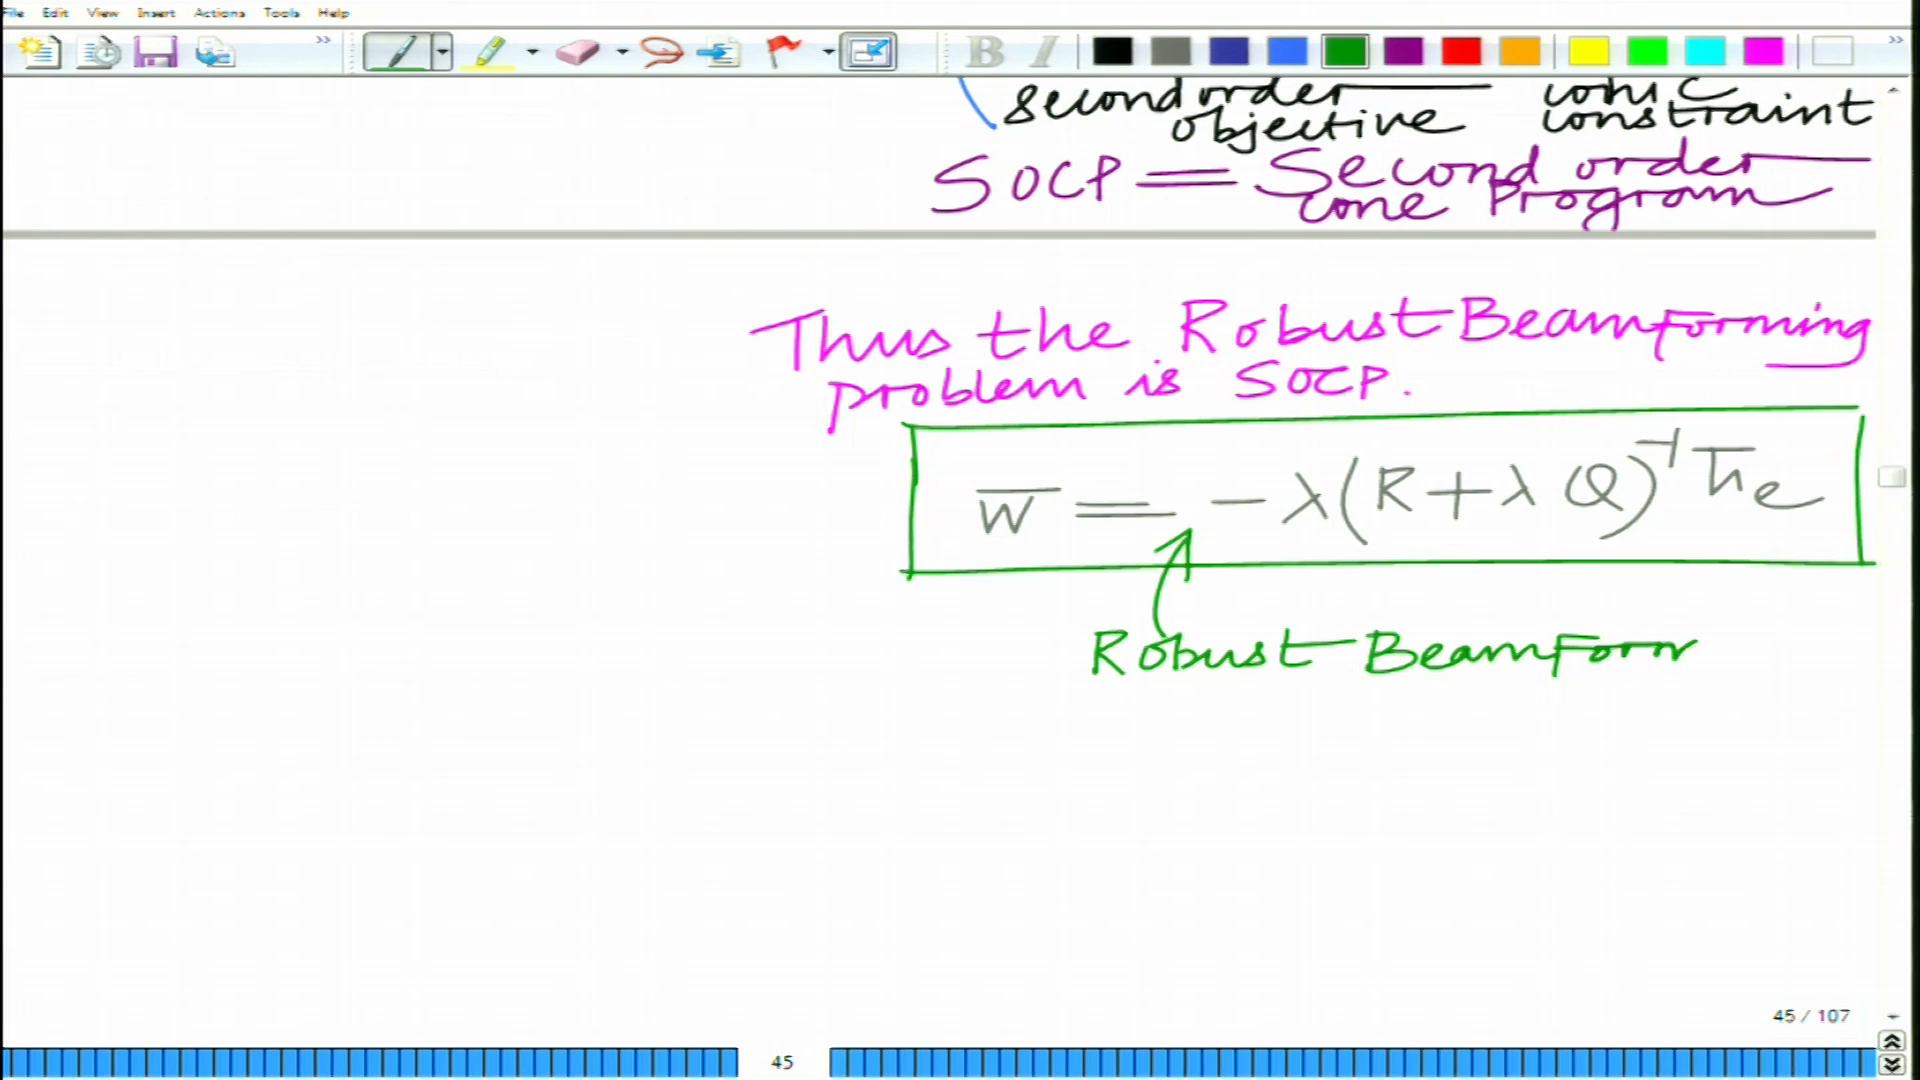 File Edit View Insert Actions Tools Help
B I
second order conic
objective constraint
SOCP = Second order
cone Program
Thus the Robust Beamforming
problem is SOCP.
w̅ = -λ(R+λQ)⁻¹ h̅e
Robust Beamform
45 / 107
45